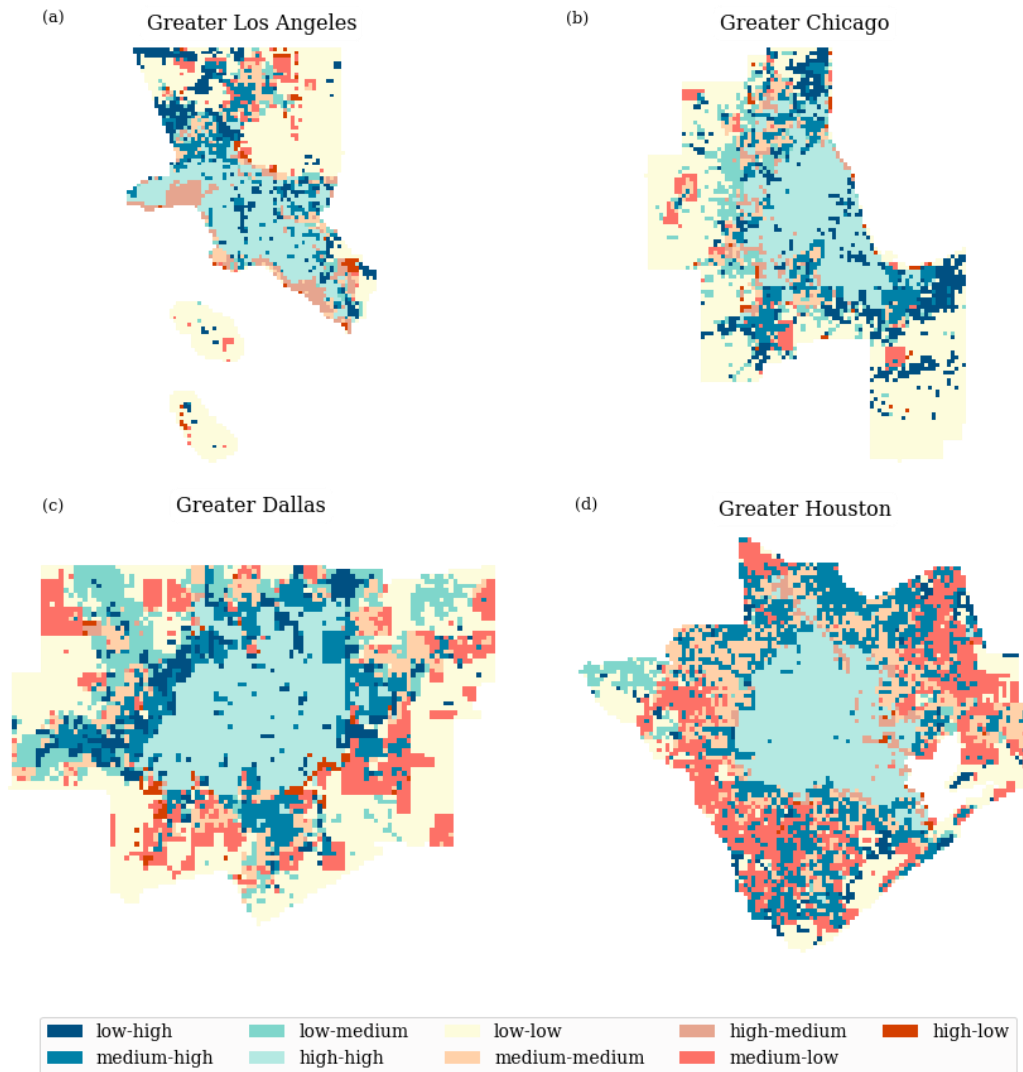 (a)
Greater Los Angeles
(b)
Greater Chicago
(c)
Greater Dallas
(d)
Greater Houston
low-high
low-medium
low-low
high-medium
high-low
medium-high
high-high
medium-medium
medium-low